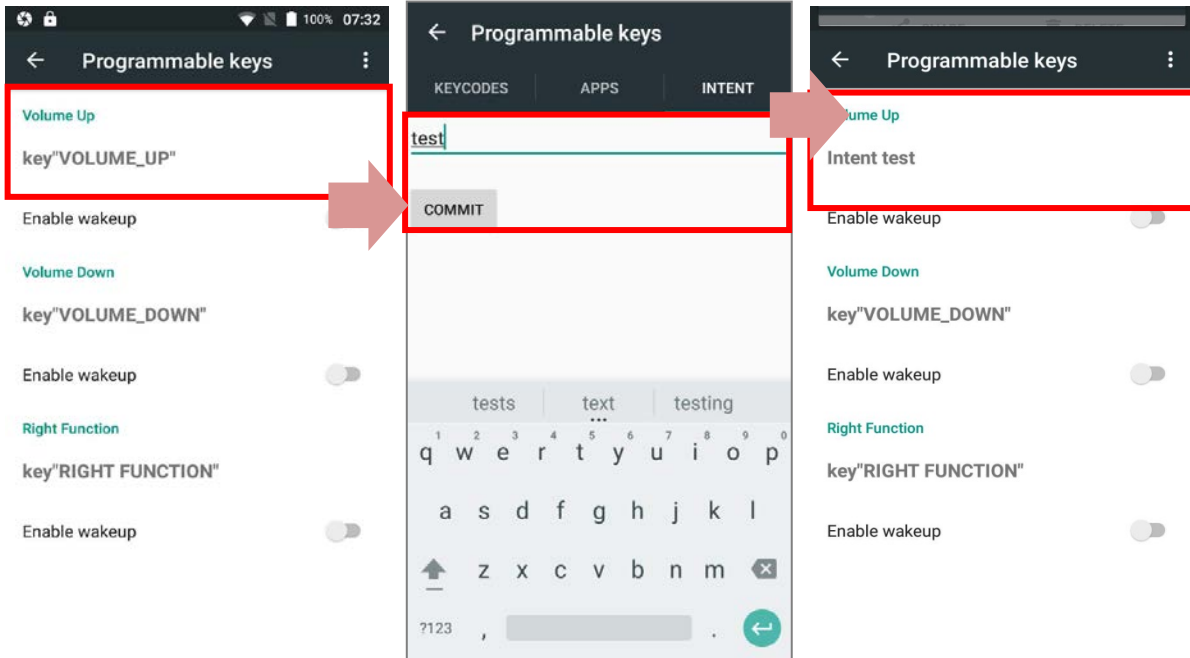 100% 07:32
Programmable keys
Volume Up
key"VOLUME_UP"
Enable wakeup
Volume Down
key"VOLUME_DOWN"
Enable wakeup
Right Function
key"RIGHT FUNCTION"
Enable wakeup
Programmable keys
KEYCODES APPS INTENT
test
COMMIT
tests text testing
1 2 3 4 5 6 7 8 9 0
q w e r t y u i o p
a s d f g h j k l
z x c v b n m
?123 , .
Programmable keys
lume Up
Intent test
Enable wakeup
Volume Down
key"VOLUME_DOWN"
Enable wakeup
Right Function
key"RIGHT FUNCTION"
Enable wakeup